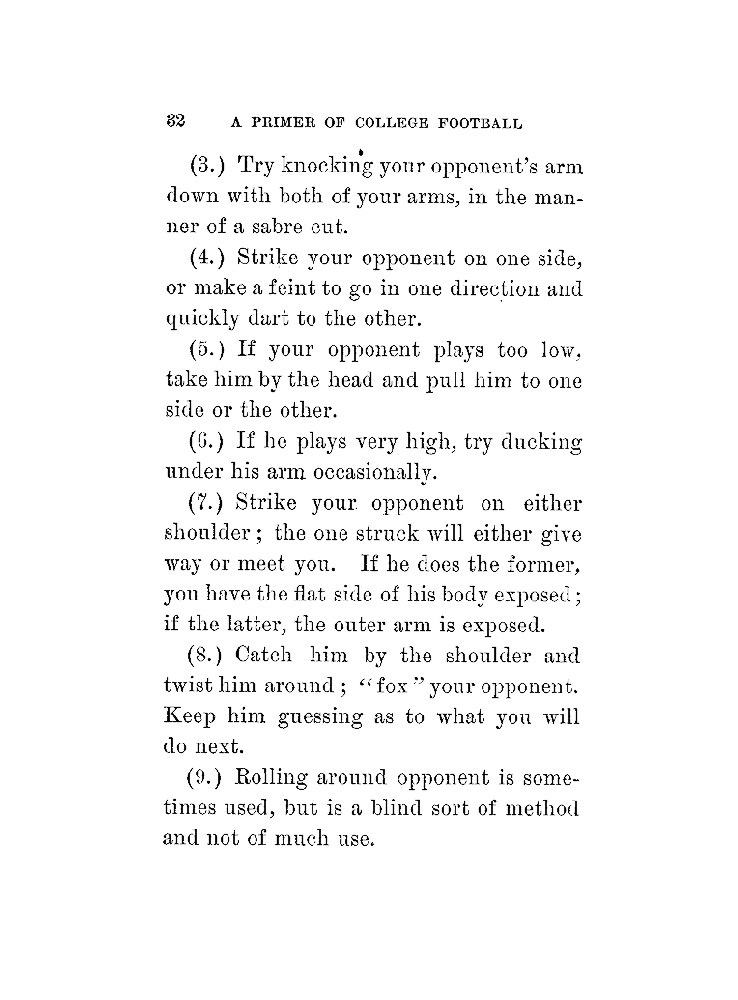 32 A PRIMER OF COLLEGE FOOTBALL
(3.) Try knocking your opponent's arm
down with both of your arms, in the man-
ner of a sabre cut.
(4.) Strike your opponent on one side,
or make a feint to go in one direction and
quickly dart to the other.
(5.) If your opponent plays too low,
take him by the head and pull him to one
side or the other.
(6.) If he plays very high, try ducking
under his arm occasionally.
(7.) Strike your opponent on either
shoulder; the one struck will either give
way or meet you. If he does the former,
you have the flat side of his body exposed;
if the latter, the outer arm is exposed.
(8.) Catch him by the shoulder and
twist him around; "fox" your opponent.
Keep him guessing as to what you will
do next.
(9.) Rolling around opponent is some-
times used, but is a blind sort of method
and not of much use.